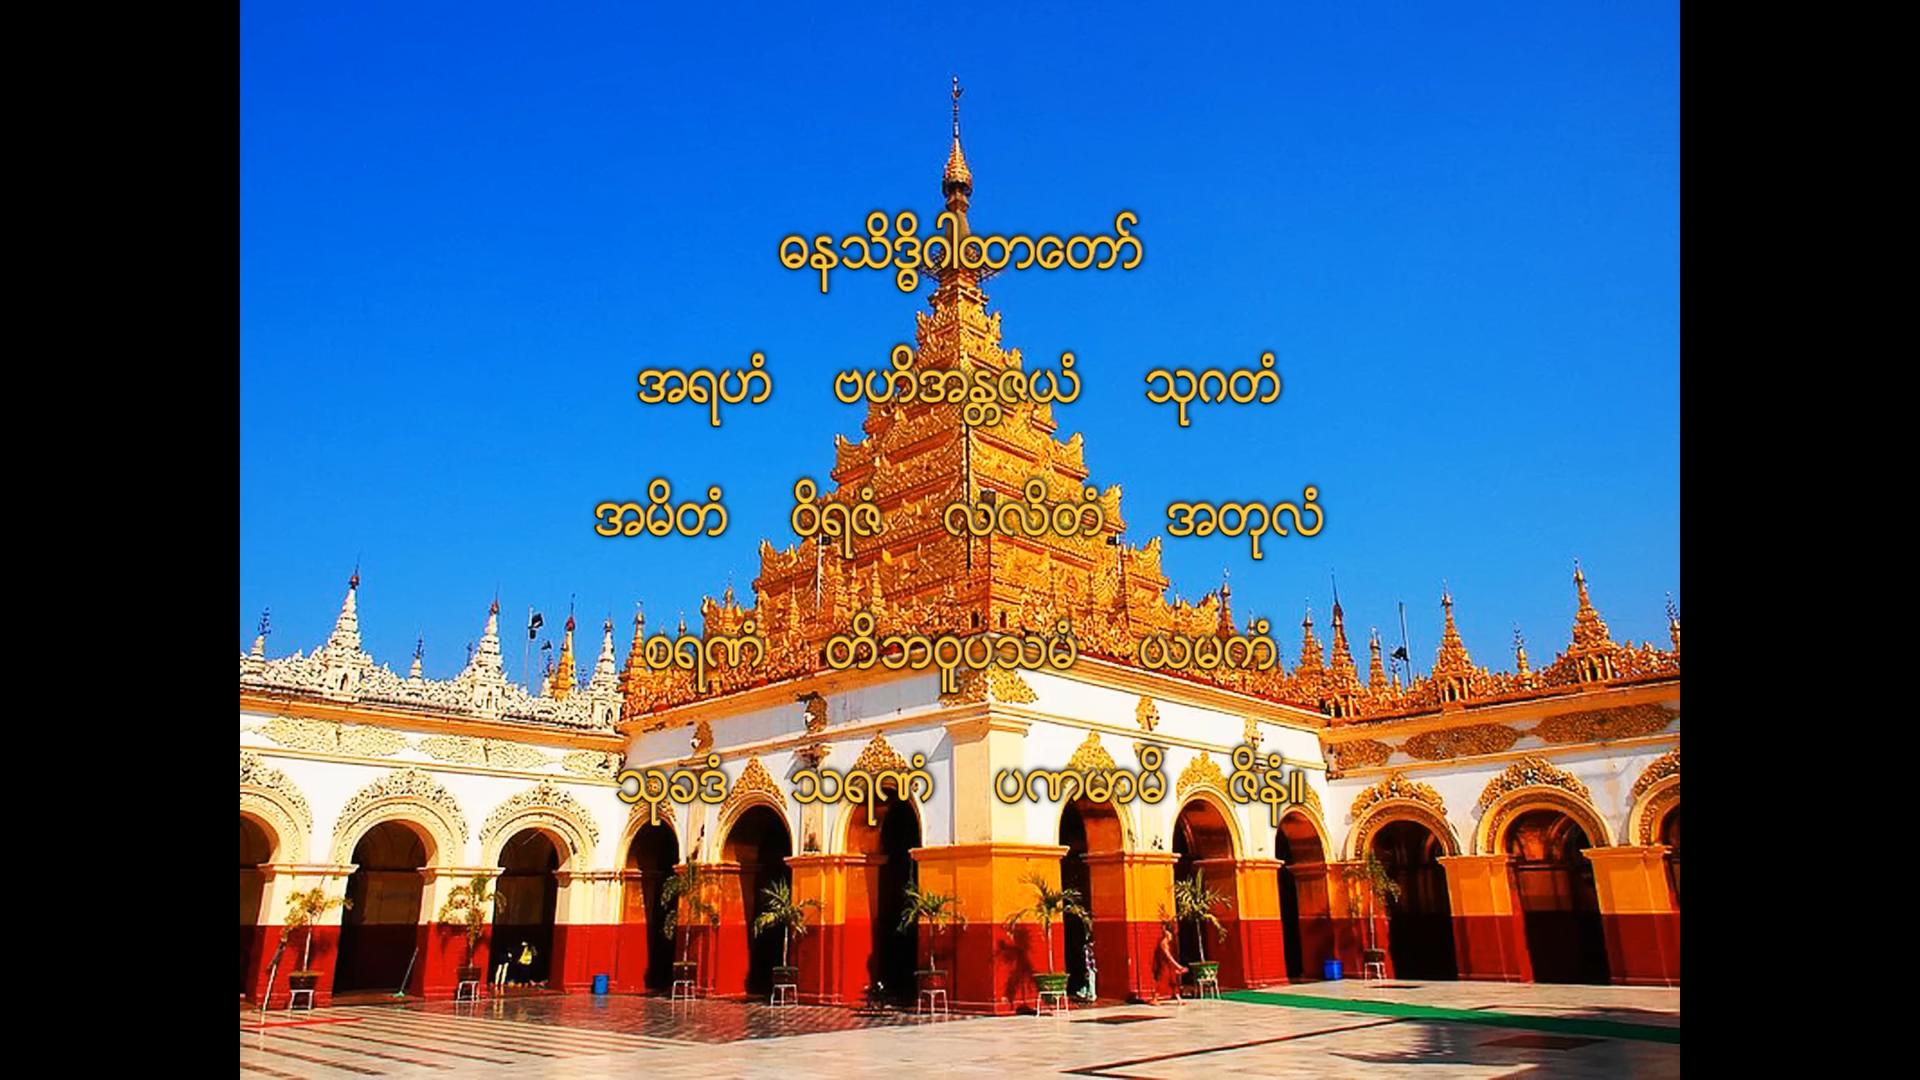 ဓနသိဒ္ဓိဂါထာတော်
အရဟံ ဗဟိအန္တဇယံ သုဂတံ
အမိတံ ဝိရဇံ လလိတံ အတုလံ
စရဏံ တိဘဝူပသမံ ယမကံ
သုခဒံ သရဏံ ပဏမာမိ ဇိနံ။